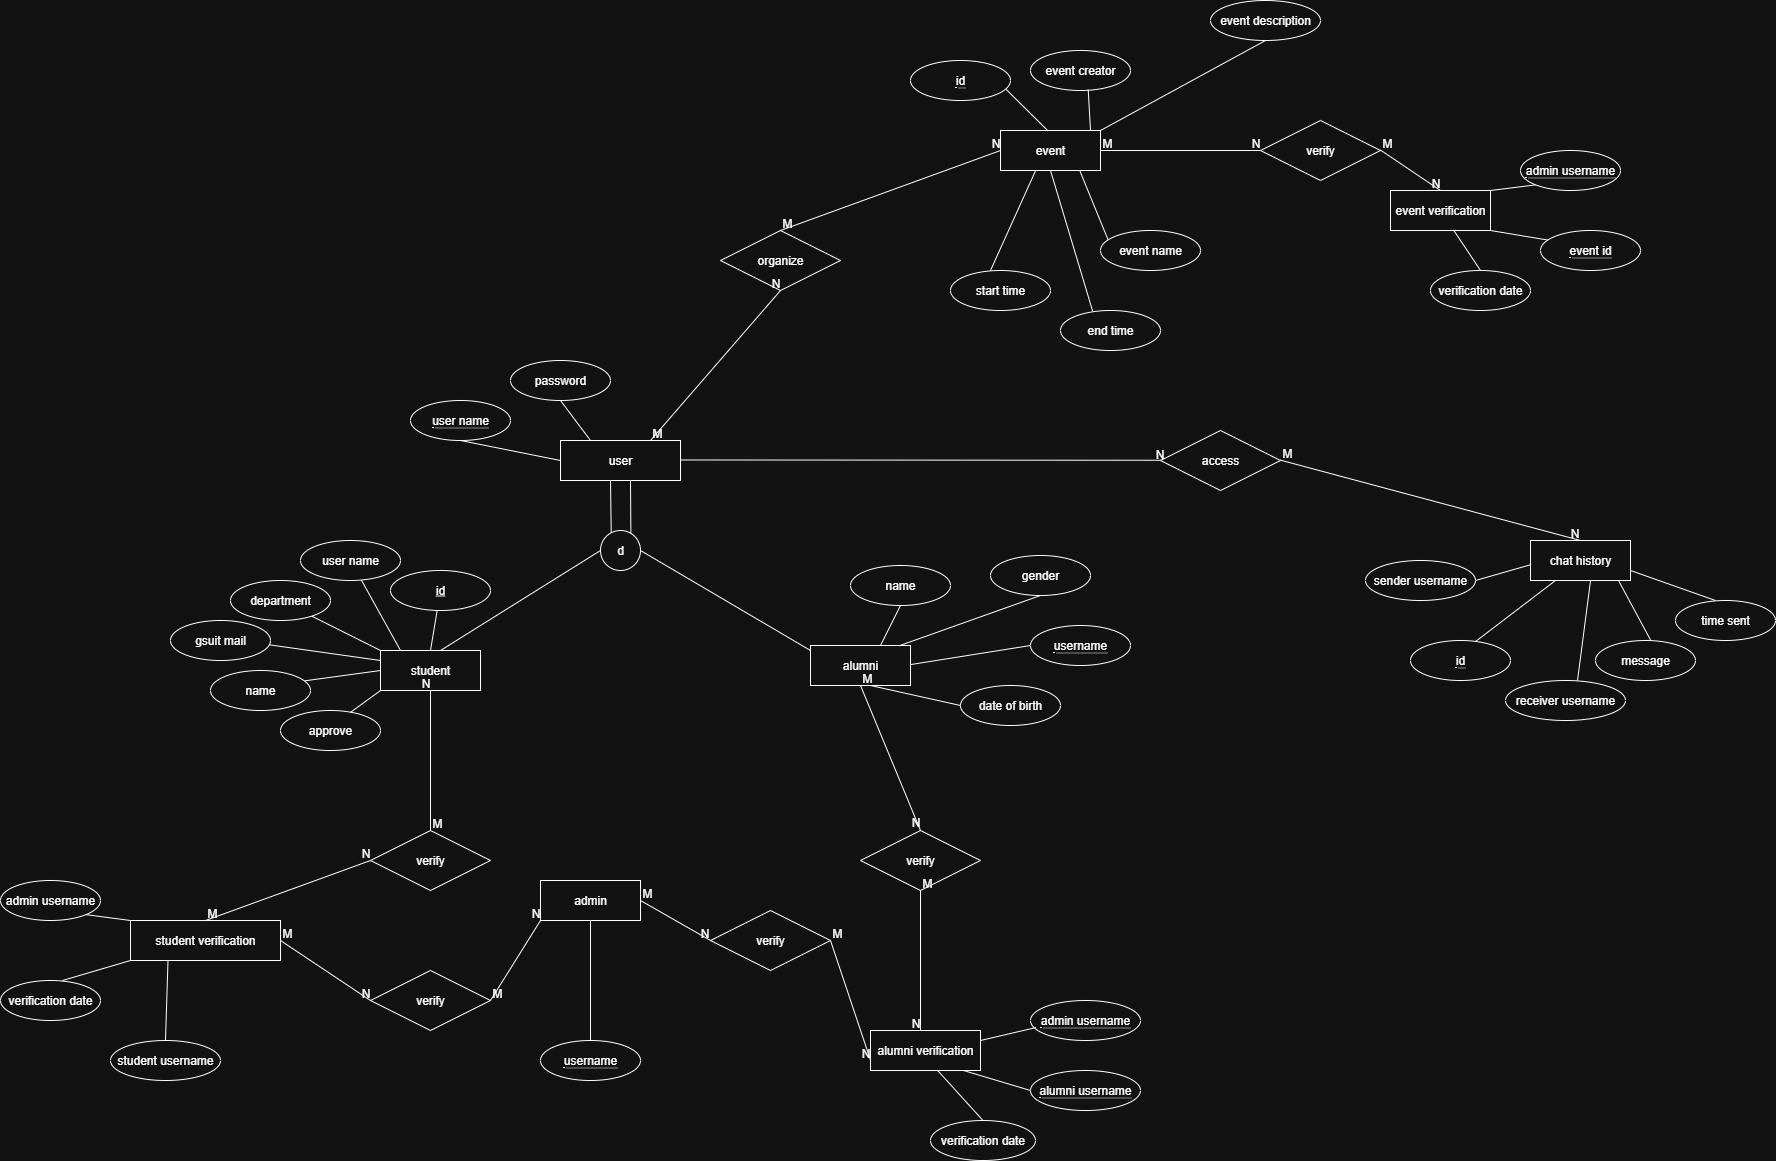 event description
event creator
id
N
event
M
N
verify
M
N
admin username
event verification
event id
verification date
event name
start time
end time
M
organize
N
password
user name
M
user
N
access
M
d
N
chat history
sender username
time sent
id
message
receiver username
user name
id
department
gsuit mail
student
N
name
approve
name
gender
username
alumni
M
date of birth
M
verify
N
N
verify
M
admin username
M
student verification
M
verification date
student username
N
verify
M
N
admin
M
username
N
verify
M
N
N
alumni verification
admin username
alumni username
verification date